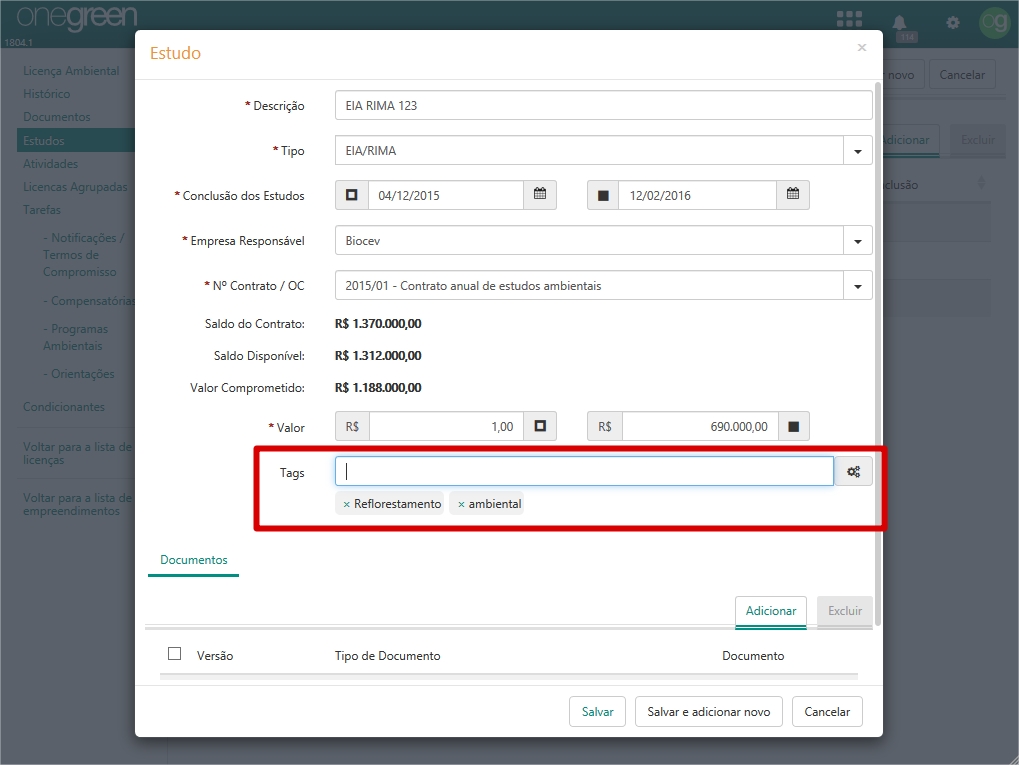 onegreen
1804.1
114
og
Licença Ambiental
Histórico
Documentos
Estudos
Atividades
Licencas Agrupadas
Tarefas
- Notificações /
Termos de
Compromisso
- Compensatórias
- Programas
Ambientais
- Orientações
Condicionantes
Voltar para a lista de
licenças
Voltar para a lista de
empreendimentos
novo
Cancelar
Adicionar
Excluir
Estudo
×
* Descrição
EIA RIMA 123
* Tipo
EIA/RIMA
* Conclusão dos Estudos
04/12/2015
12/02/2016
* Empresa Responsável
Biocev
* Nº Contrato / OC
2015/01 - Contrato anual de estudos ambientais
Saldo do Contrato:
R$ 1.370.000,00
Saldo Disponível:
R$ 1.312.000,00
Valor Comprometido:
R$ 1.188.000,00
* Valor
R$ 1,00
R$ 690.000,00
Tags
× Reflorestamento × ambiental
Documentos
Adicionar
Excluir
Versão Tipo de Documento Documento
Salvar
Salvar e adicionar novo
Cancelar